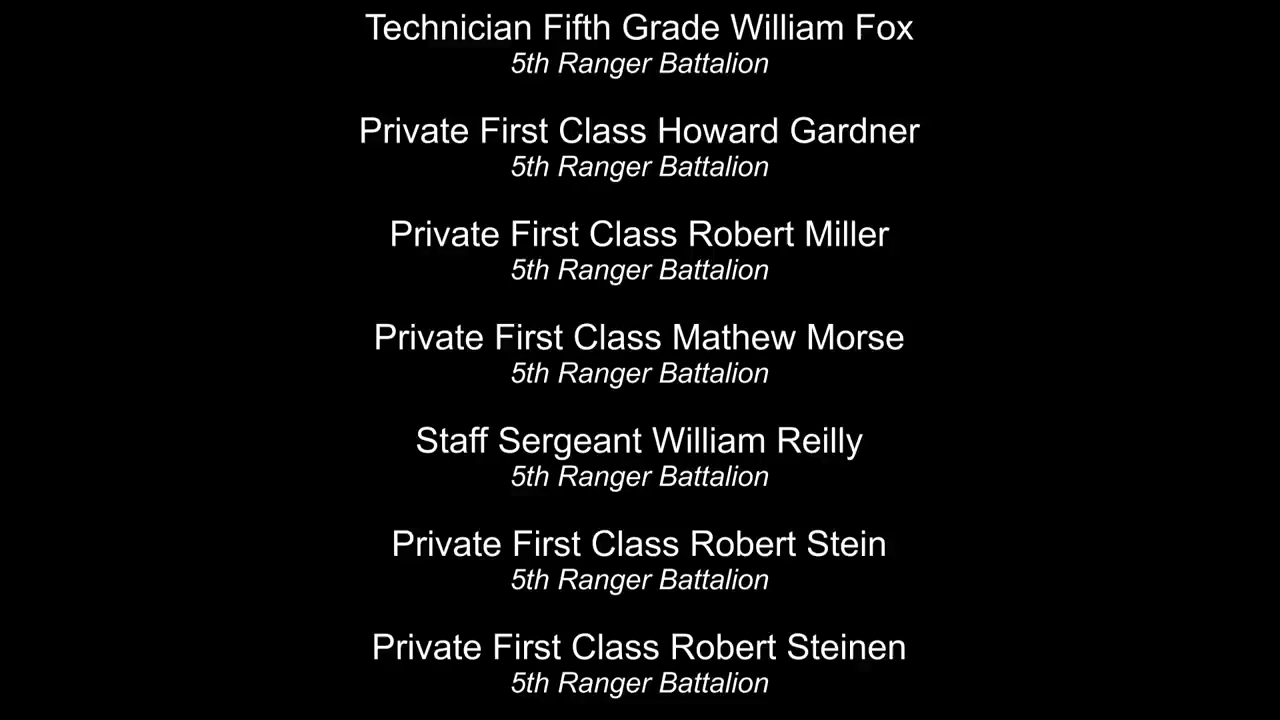 Technician Fifth Grade William Fox
5th Ranger Battalion
Private First Class Howard Gardner
5th Ranger Battalion
Private First Class Robert Miller
5th Ranger Battalion
Private First Class Mathew Morse
5th Ranger Battalion
Staff Sergeant William Reilly
5th Ranger Battalion
Private First Class Robert Stein
5th Ranger Battalion
Private First Class Robert Steinen
5th Ranger Battalion